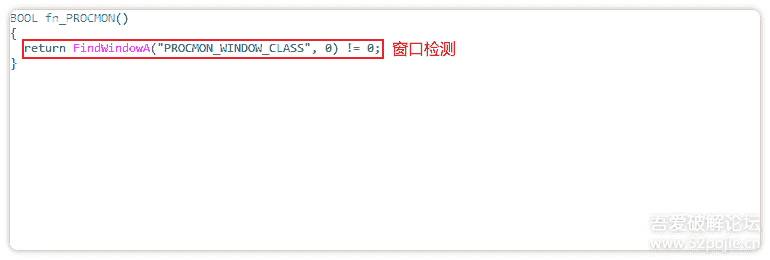 BOOL fn_PROCMON()
{
return FindWindowA("PROCMON_WINDOW_CLASS", 0) != 0; 窗口检测
}
吾爱破解论坛
www.52pojie.cn